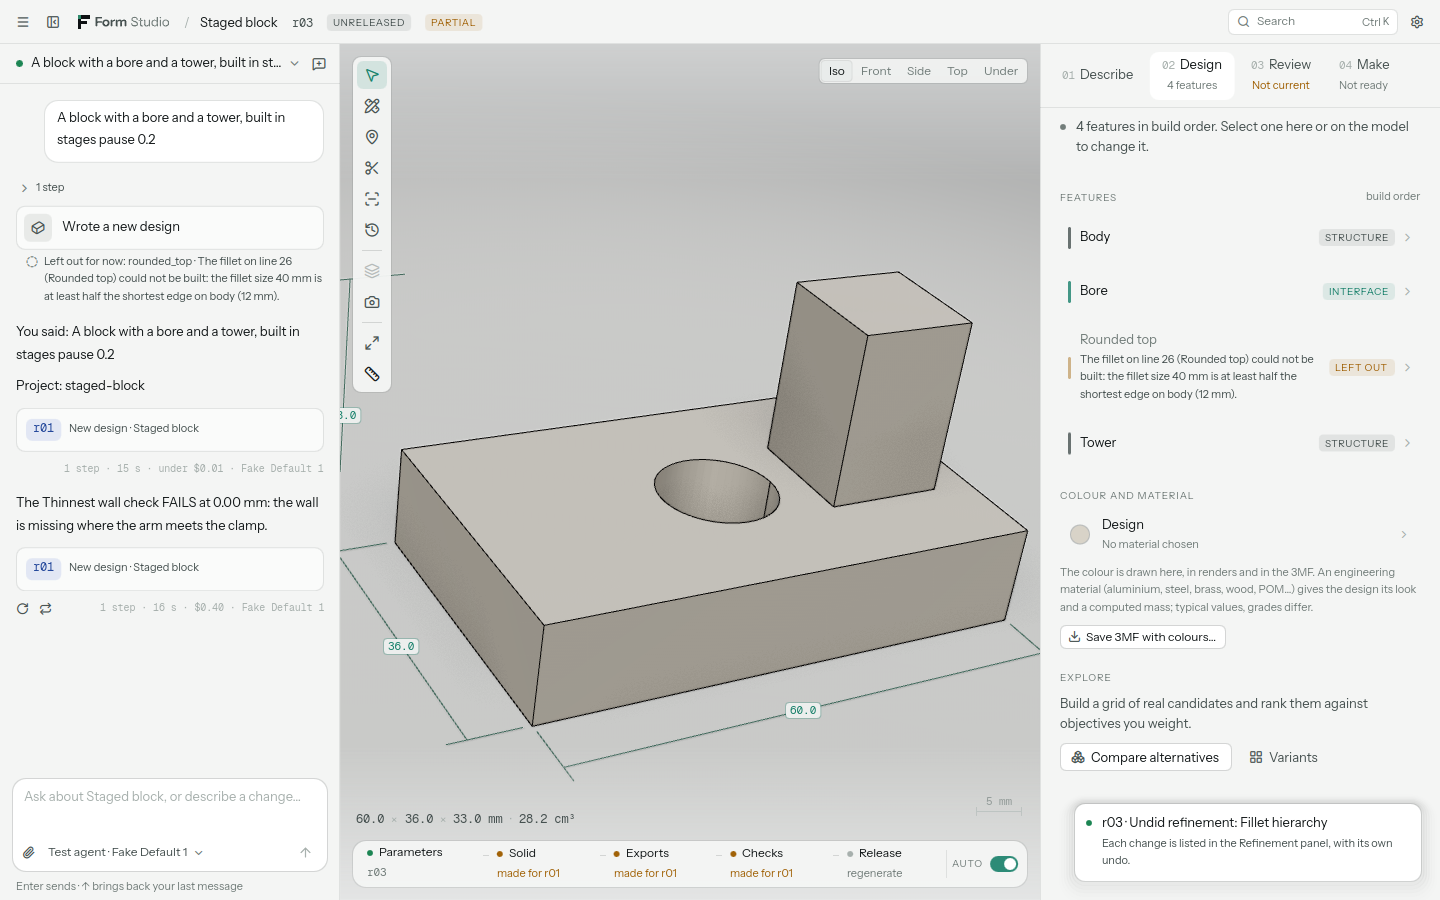 Form Studio / Staged block r03 UNRELEASED PARTIAL
Search Ctrl K
A block with a bore and a tower, built in st...
A block with a bore and a tower, built in
stages pause 0.2
1 step
Wrote a new design
Left out for now: rounded_top · The fillet on line 26
(Rounded top) could not be built: the fillet size 40 mm is
at least half the shortest edge on body (12 mm).
You said: A block with a bore and a tower, built in
stages pause 0.2
Project: staged-block
r01 New design · Staged block
1 step · 15 s · under $0.01 · Fake Default 1
The Thinnest wall check FAILS at 0.00 mm: the wall
is missing where the arm meets the clamp.
r01 New design · Staged block
1 step · 16 s · $0.40 · Fake Default 1
Ask about Staged block, or describe a change...
Test agent · Fake Default 1
Enter sends · ↑ brings back your last message
Iso Front Side Top Under
3.0
36.0
60.0
5 mm
60.0 × 36.0 × 33.0 mm · 28.2 cm³
Parameters
r03
Solid
made for r01
Exports
made for r01
Checks
made for r01
Release
regenerate
AUTO
01 Describe
02 Design
4 features
03 Review
Not current
04 Make
Not ready
4 features in build order. Select one here or on the model
to change it.
FEATURES build order
Body STRUCTURE
Bore INTERFACE
Rounded top
The fillet on line 26 (Rounded top) could not be
built: the fillet size 40 mm is at least half the
shortest edge on body (12 mm).
LEFT OUT
Tower STRUCTURE
COLOUR AND MATERIAL
Design
No material chosen
The colour is drawn here, in renders and in the 3MF. An engineering
material (aluminium, steel, brass, wood, POM...) gives the design its look
and a computed mass; typical values, grades differ.
Save 3MF with colours...
EXPLORE
Build a grid of real candidates and rank them against
objectives you weight.
Compare alternatives Variants
r03 · Undid refinement: Fillet hierarchy
Each change is listed in the Refinement panel, with its own
undo.